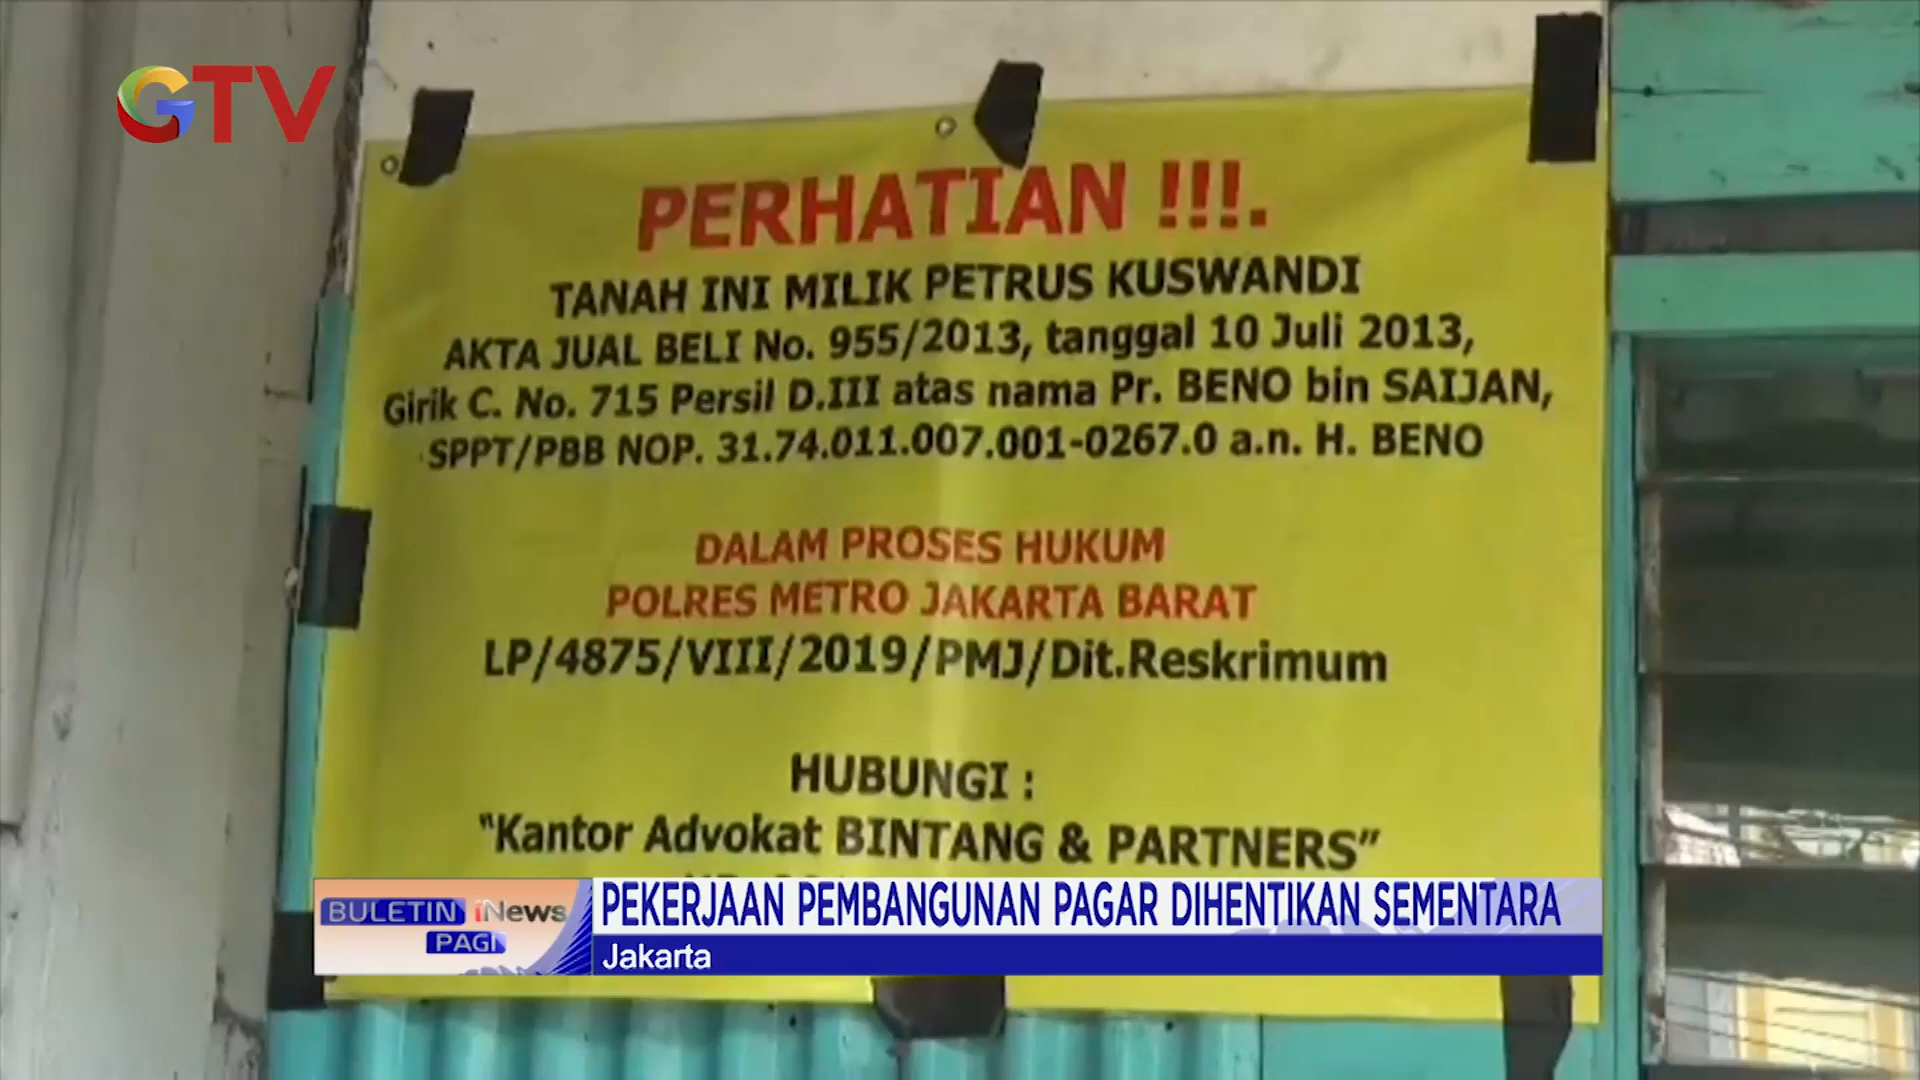 GTV
PERHATIAN !!!.
TANAH INI MILIK PETRUS KUSWANDI
AKTA JUAL BELI No. 955/2013, tanggal 10 Juli 2013,
Girik C. No. 715 Persil D.III atas nama Pr. BENO bin SAIJAN,
SPPT/PBB NOP. 31.74.011.007.001-0267.0 a.n. H. BENO
DALAM PROSES HUKUM
POLRES METRO JAKARTA BARAT
LP/4875/VIII/2019/PMJ/Dit.Reskrimum
HUBUNGI :
"Kantor Advokat BINTANG & PARTNERS"
BULETIN iNews
PAGI
PEKERJAAN PEMBANGUNAN PAGAR DIHENTIKAN SEMENTARA
Jakarta